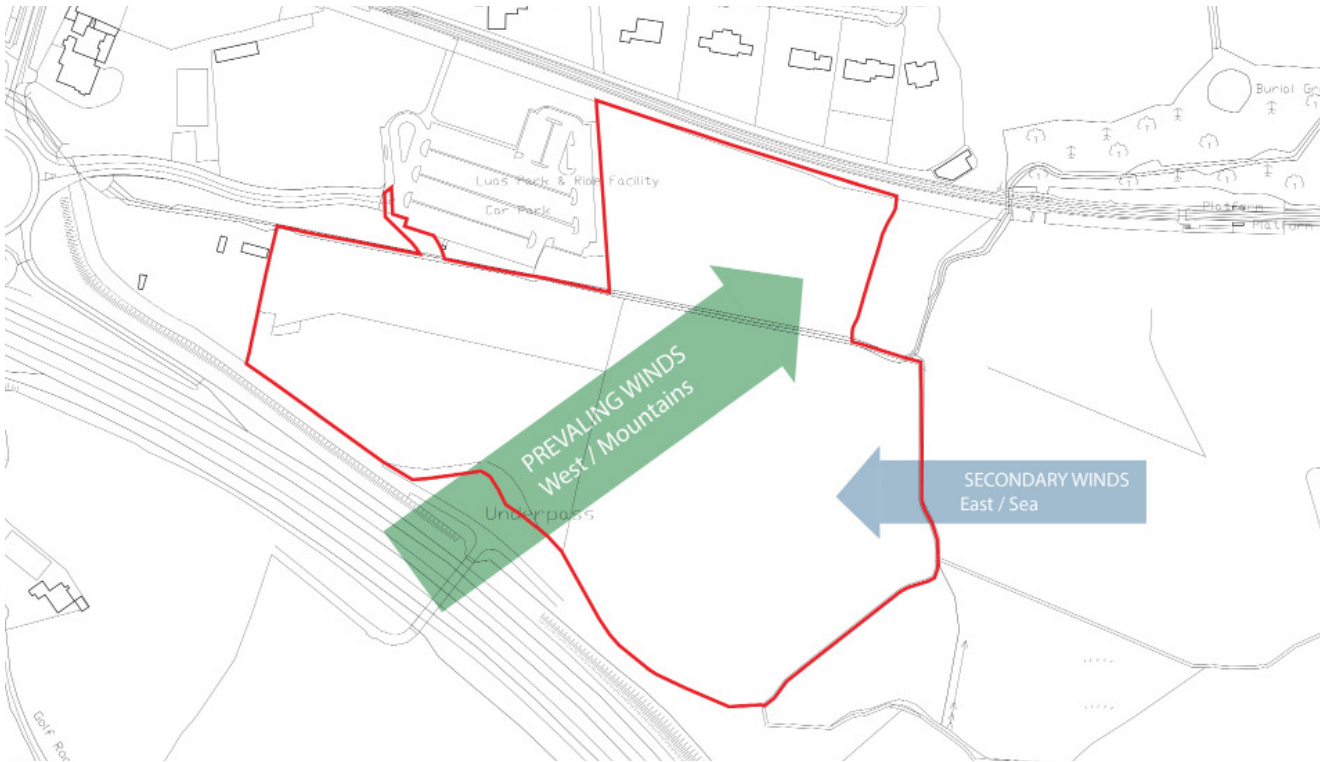 Burial Gr
Luas Park & Ride Facility
Car Park
Platform
Platform
PREVALING WINDS
West / Mountains
SECONDARY WINDS
East / Sea
Underpass
Golf Roa